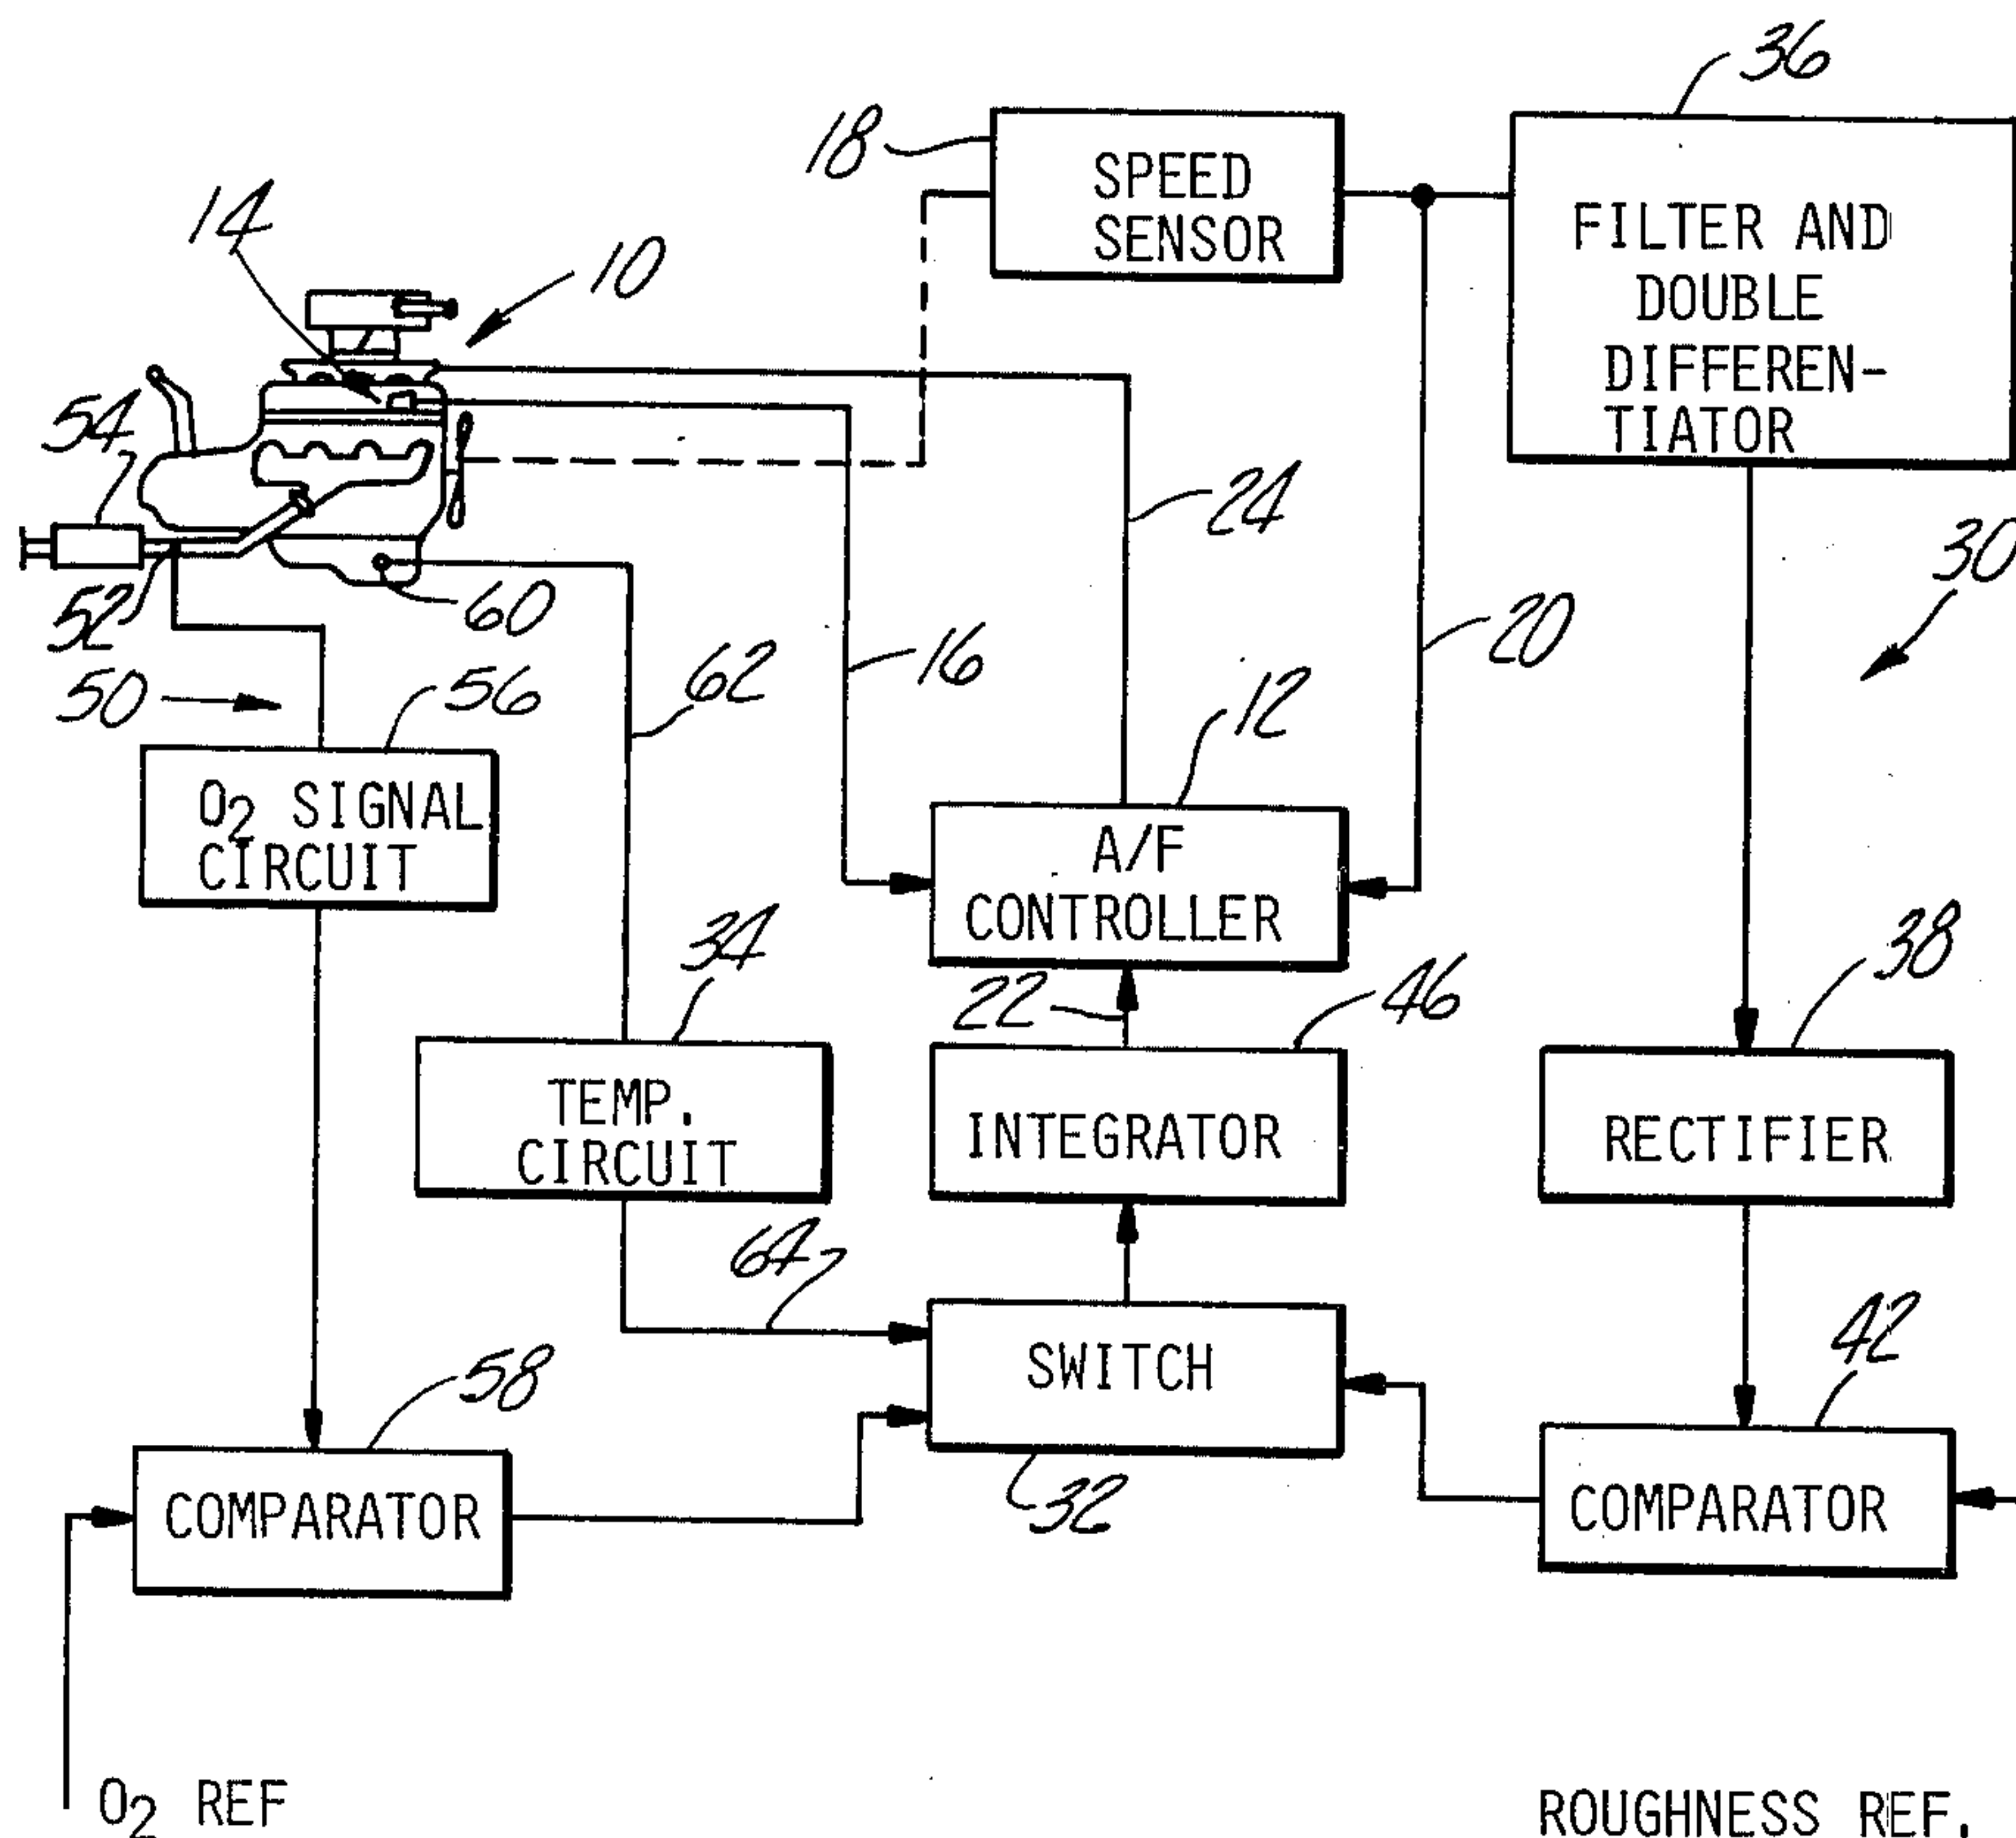 36
18
SPEED
SENSOR
FILTER AND
DOUBLE
DIFFEREN-
TIATOR
14
10
54
24
30
52
60
20
16
62
50
56
12
O2 SIGNAL
CIRCUIT
A/F
CONTROLLER
34
22
46
38
TEMP.
CIRCUIT
INTEGRATOR
RECTIFIER
64
SWITCH
42
58
32
COMPARATOR
COMPARATOR
O2 REF
ROUGHNESS REF.